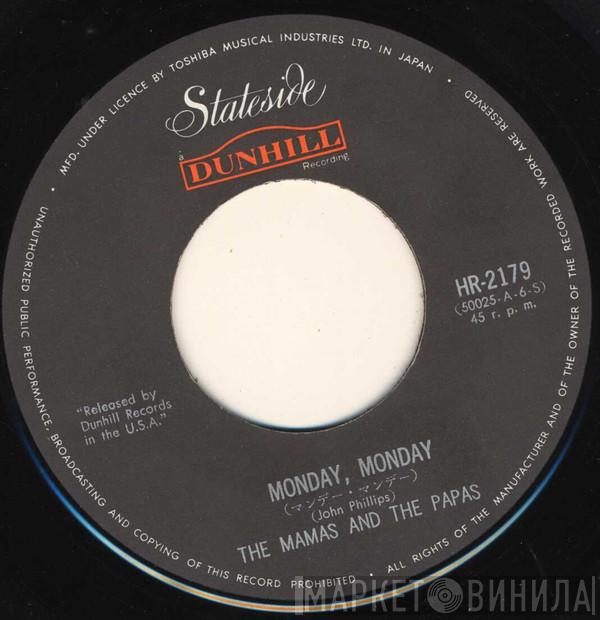 MFD. UNDER LICENCE BY TOSHIBA MUSICAL INDUSTRIES LTD. IN JAPAN •
Stateside
a
DUNHILL
Recording
HR-2179
(50025-A-6-S)
45 r. p. m.
"Released by
Dunhill Records
in the U.S.A."
MONDAY, MONDAY
(マンデー・マンデー)
(John Phillips)
THE MAMAS AND THE PAPAS
ALL RIGHTS OF THE MANUFACTURER AND OF THE OWNER OF THE RECORDED WORK ARE RESERVED •
UNAUTHORIZED PUBLIC PERFORMANCE, BROADCASTING AND COPYING OF THIS RECORD PROHIBITED •
МАРКЕТ ВИНИЛА